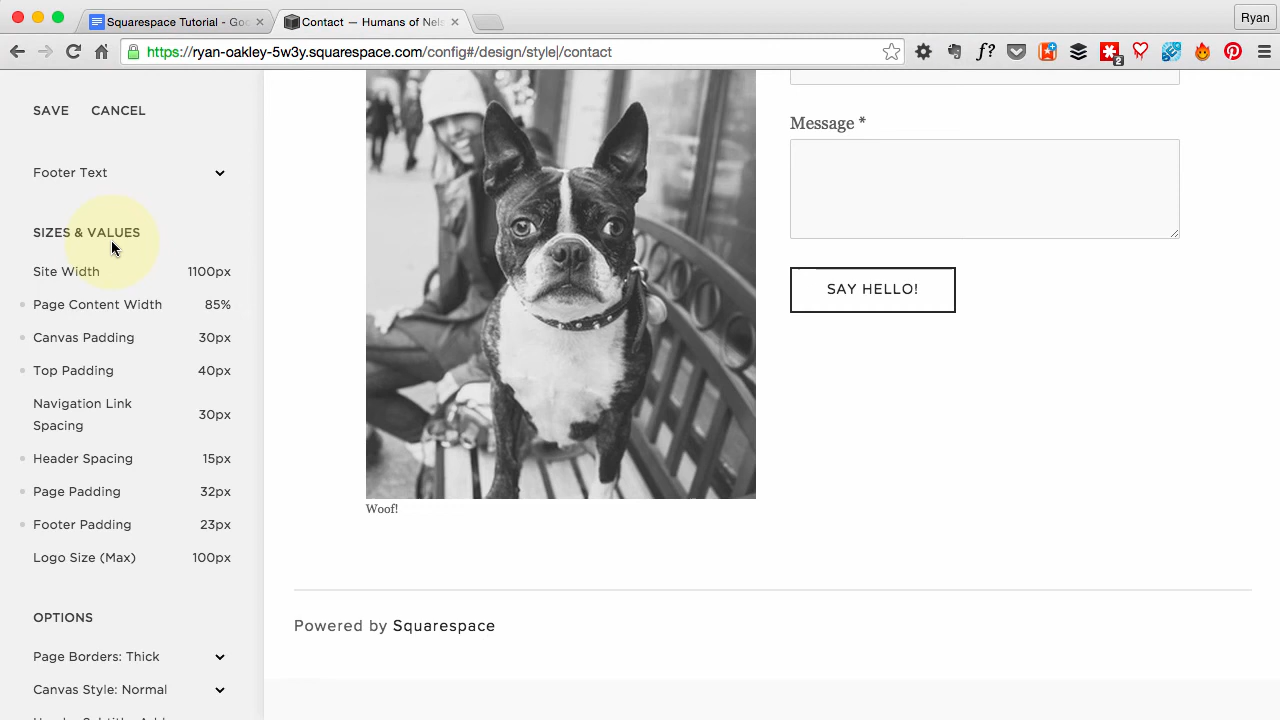 Squarespace Tutorial - Goo
Contact — Humans of Nels
Ryan
https://ryan-oakley-5w3y.squarespace.com/config#/design/style|/contact
f?
2
SAVE CANCEL
Footer Text
SIZES & VALUES
Site Width 1100px
Page Content Width 85%
Canvas Padding 30px
Top Padding 40px
Navigation Link
Spacing 30px
Header Spacing 15px
Page Padding 32px
Footer Padding 23px
Logo Size (Max) 100px
OPTIONS
Page Borders: Thick
Canvas Style: Normal
Message *
SAY HELLO!
Woof!
Powered by Squarespace